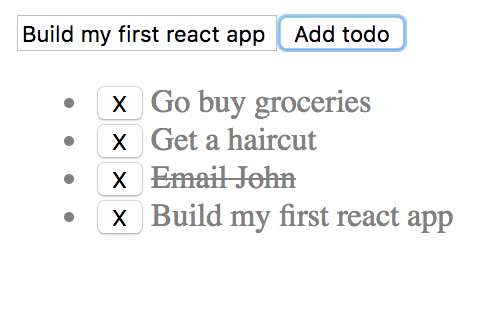 Build my first react app Add todo
X Go buy groceries
X Get a haircut
X Email John
X Build my first react app